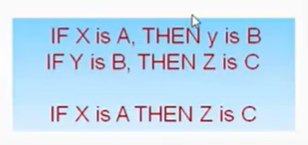 IF X is A, THEN y is B
IF Y is B, THEN Z is C
IF X is A THEN Z is C